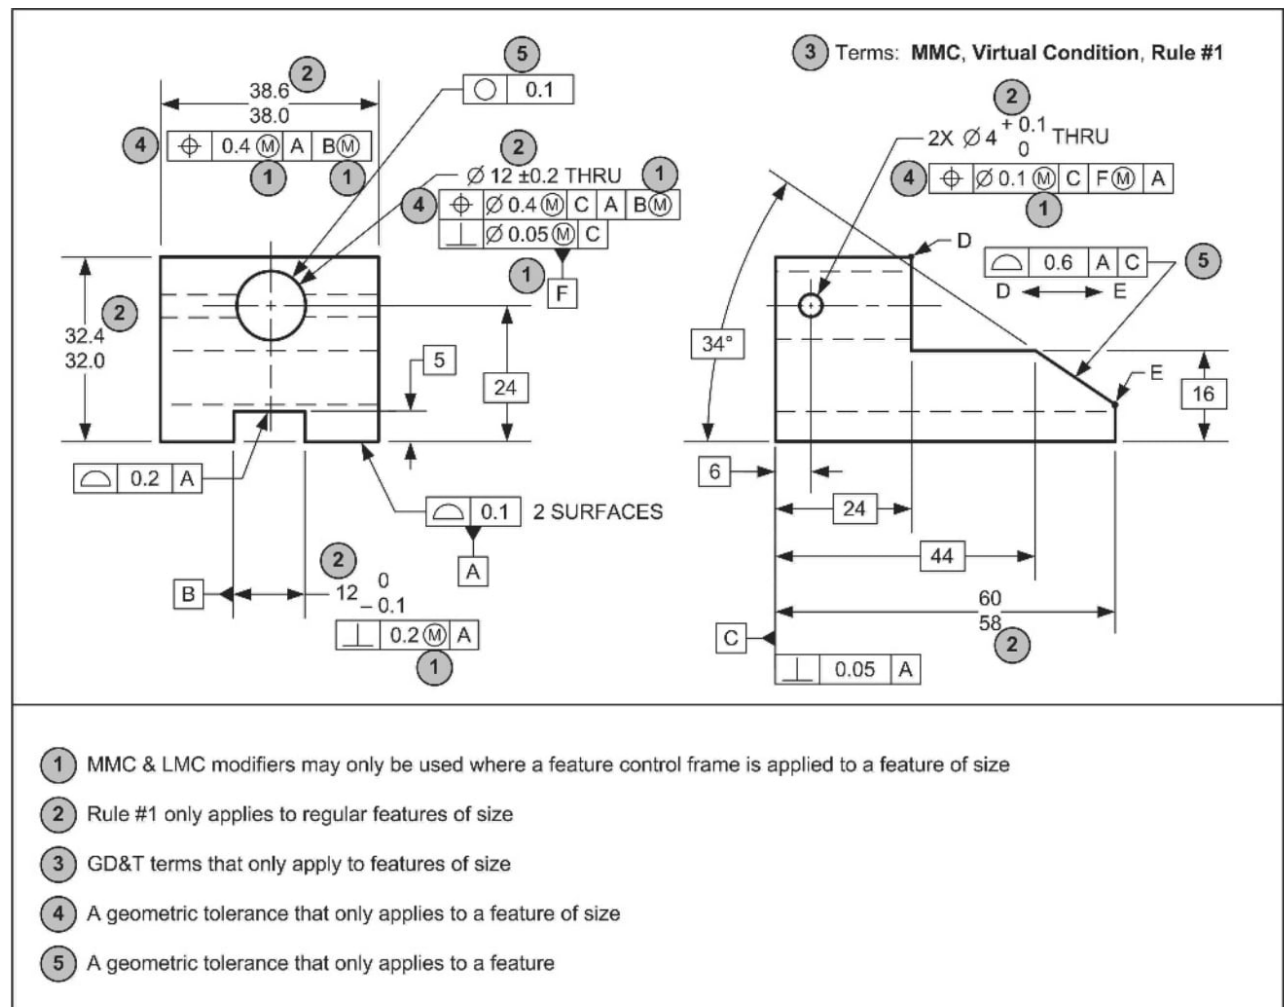 5
3 Terms: MMC, Virtual Condition, Rule #1
2
38.6
38.0
○ 0.1
2
4 ⌖ 0.4 Ⓜ A BⓂ
1 1
2
2X Ø 4 + 0.1 0 THRU
4 ⌖ Ø 0.1 Ⓜ C FⓂ A
1
2
Ø 12 ±0.2 THRU 1
4 ⌖ Ø 0.4 Ⓜ C A BⓂ
⊥ Ø 0.05 Ⓜ C
1 F
D
⌓ 0.6 A C 5
D E
2
32.4
32.0
5
24
34°
E
16
⌓ 0.2 A
6
⌓ 0.1 2 SURFACES
A
24
2
B 12 0 – 0.1
⊥ 0.2 Ⓜ A
1
44
60
58
2
C
⊥ 0.05 A
1 MMC & LMC modifiers may only be used where a feature control frame is applied to a feature of size
2 Rule #1 only applies to regular features of size
3 GD&T terms that only apply to features of size
4 A geometric tolerance that only applies to a feature of size
5 A geometric tolerance that only applies to a feature